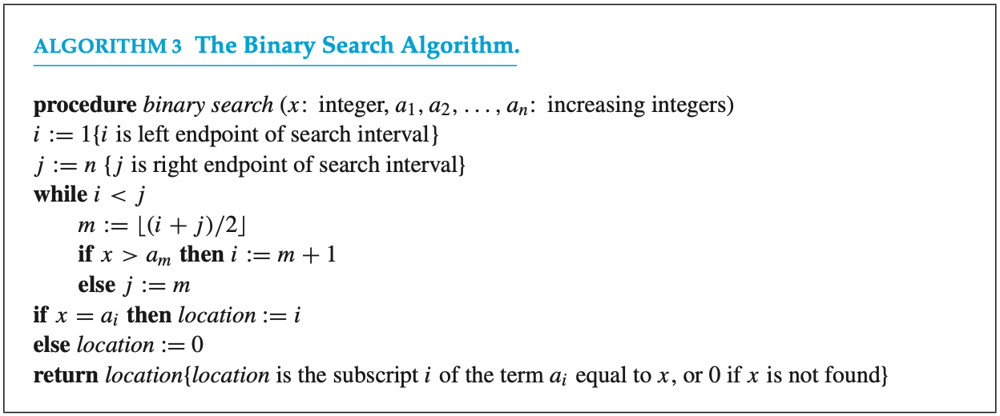 ALGORITHM 3 The Binary Search Algorithm.
procedure binary search (x: integer, a₁, a₂, . . . , aₙ: increasing integers)
i := 1{i is left endpoint of search interval}
j := n {j is right endpoint of search interval}
while i < j
m := ⌊(i + j)/2⌋
if x > aₘ then i := m + 1
else j := m
if x = aᵢ then location := i
else location := 0
return location{location is the subscript i of the term aᵢ equal to x, or 0 if x is not found}